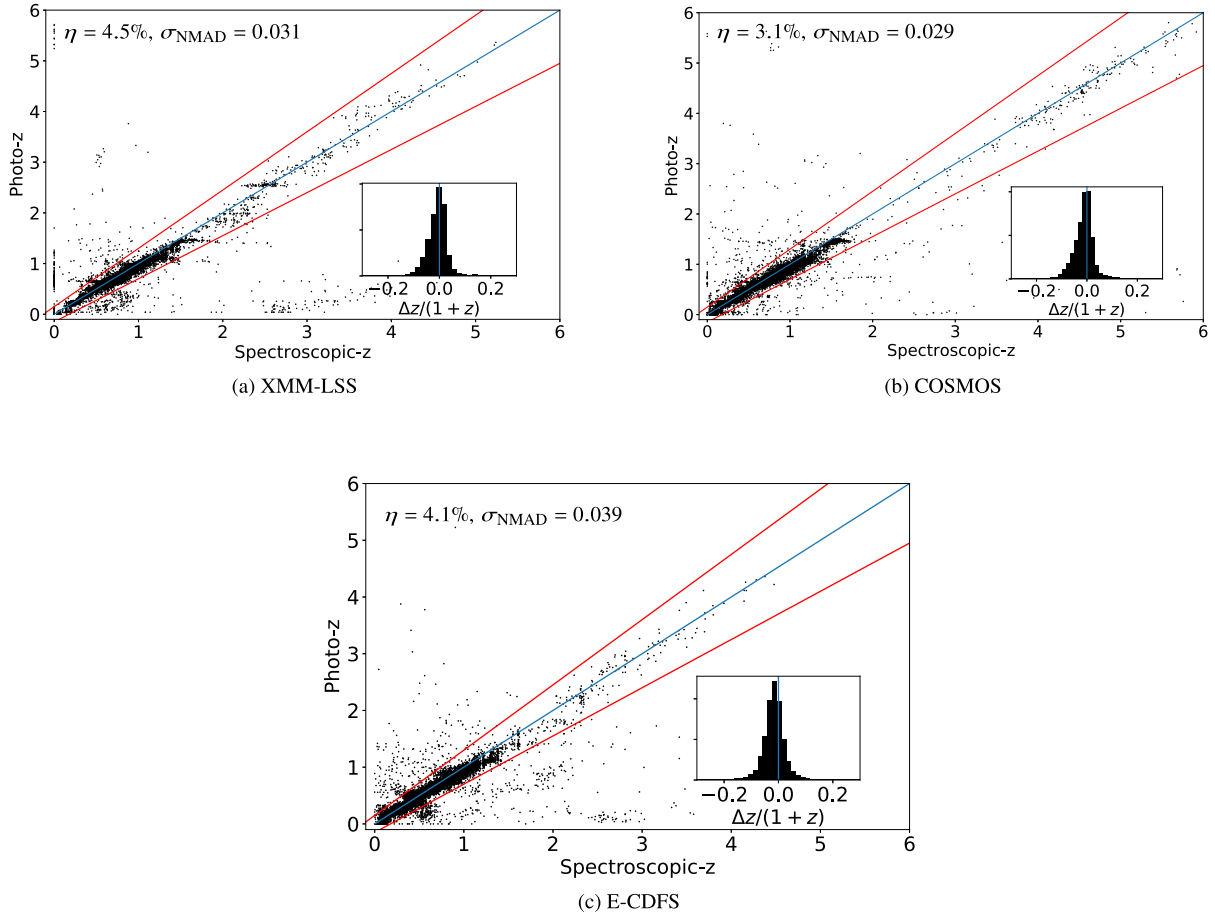 η = 4.5%, σNMAD = 0.031
Photo-z
6
5
4
3
2
1
0
0 1 2 3 4 5 6
Spectroscopic-z
−0.2 0.0 0.2
Δz/(1 + z)
(a) XMM-LSS
η = 3.1%, σNMAD = 0.029
Photo-z
6
5
4
3
2
1
0
0 1 2 3 4 5 6
Spectroscopic-z
−0.2 0.0 0.2
Δz/(1 + z)
(b) COSMOS
η = 4.1%, σNMAD = 0.039
Photo-z
6
5
4
3
2
1
0
0 1 2 3 4 5 6
Spectroscopic-z
−0.2 0.0 0.2
Δz/(1 + z)
(c) E-CDFS